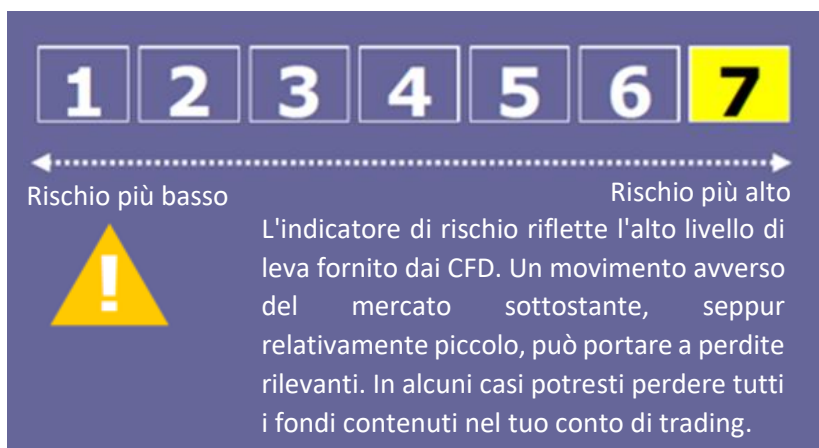 1 2 3 4 5 6 7
Rischio più basso Rischio più alto
!
L'indicatore di rischio riflette l'alto livello di
leva fornito dai CFD. Un movimento avverso
del mercato sottostante, seppur
relativamente piccolo, può portare a perdite
rilevanti. In alcuni casi potresti perdere tutti
i fondi contenuti nel tuo conto di trading.